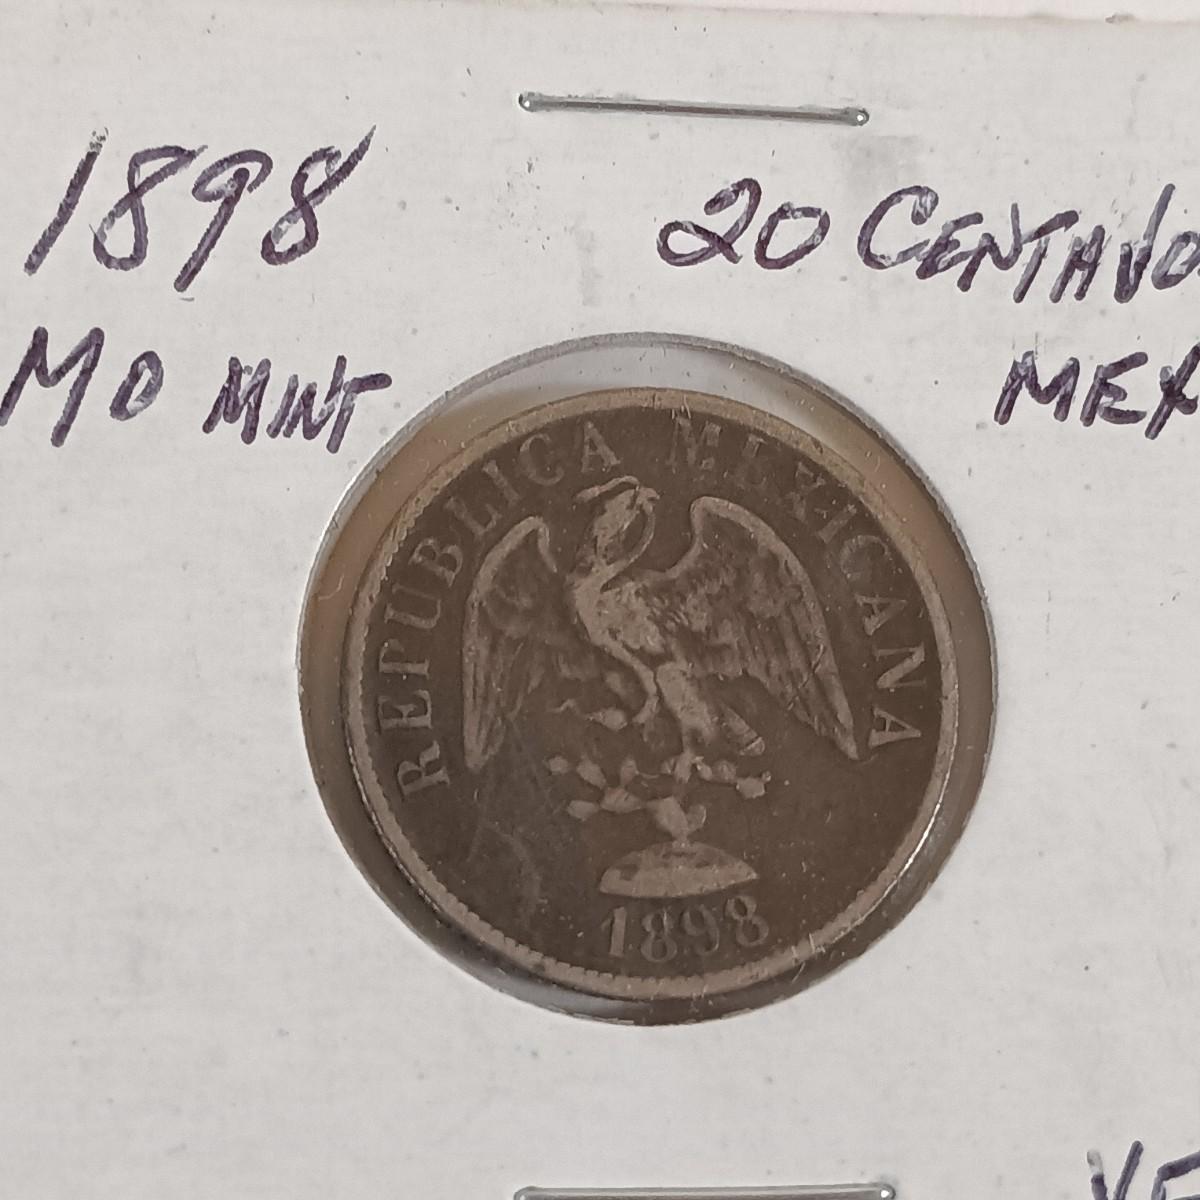 1898
20 CENTAVO
MO MINT
MEX
REPUBLICA MEXICANA
1898